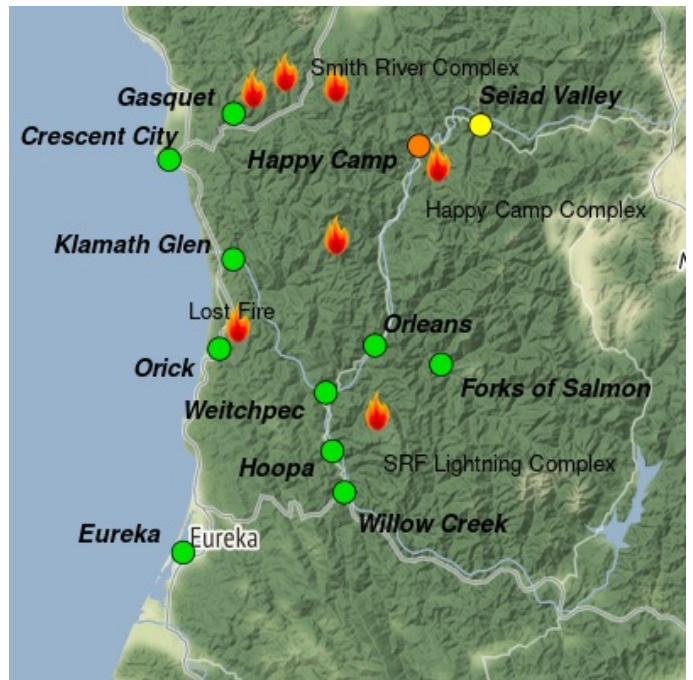 Smith River Complex
Gasquet
Seiad Valley
Crescent City
Happy Camp
Happy Camp Complex
Klamath Glen
M
Lost Fire
Orleans
Orick
Forks of Salmon
Weitchpec
Hoopa
SRF Lightning Complex
Willow Creek
Eureka
Eureka